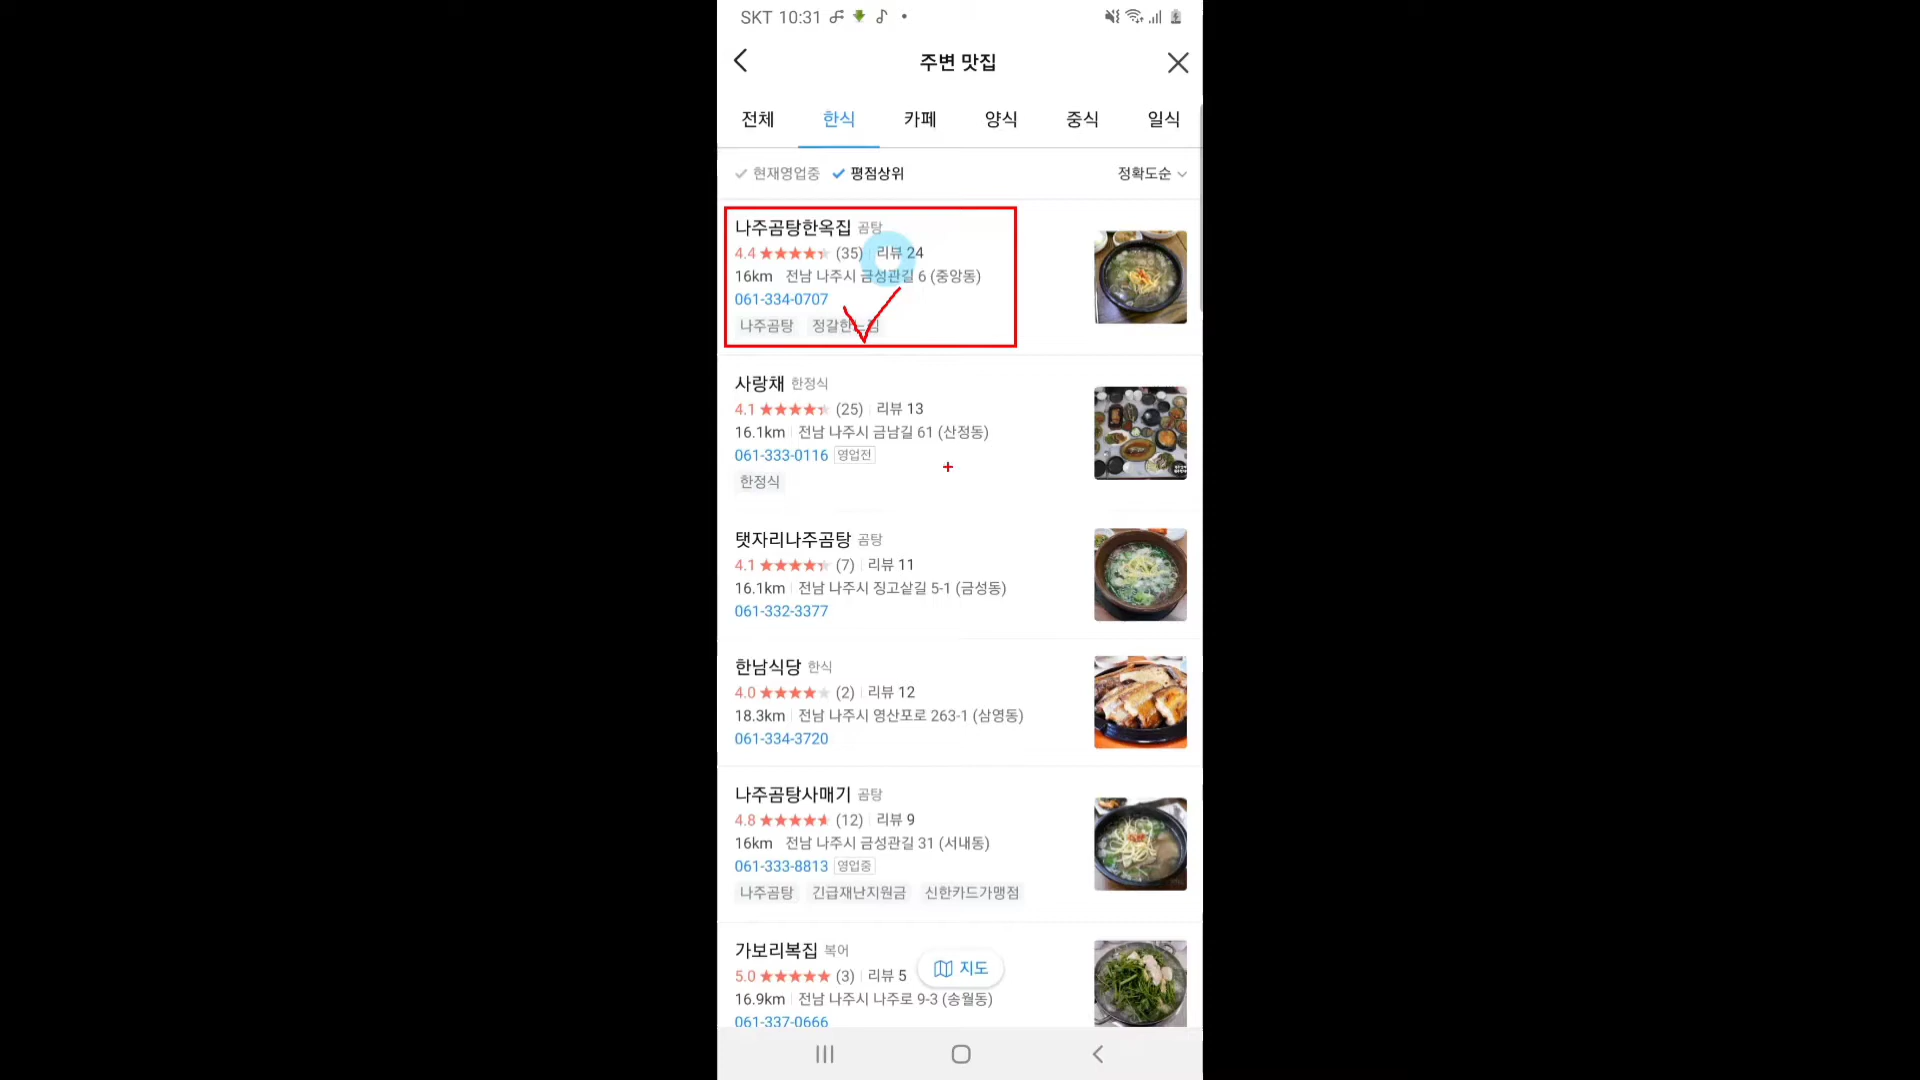 SKT 10:31
주변 맛집
전체 한식 카페 양식 중식 일식
현재영업중 평점상위 정확도순
나주곰탕한옥집 곰탕
4.4 (35) 리뷰 24
16km 전남 나주시 금성관길 6 (중앙동)
061-334-0707
나주곰탕 정갈한느낌
사랑채 한정식
4.1 (25) 리뷰 13
16.1km 전남 나주시 금남길 61 (산정동)
061-333-0116 영업전
한정식
탯자리나주곰탕 곰탕
4.1 (7) 리뷰 11
16.1km 전남 나주시 징고샅길 5-1 (금성동)
061-332-3377
한남식당 한식
4.0 (2) 리뷰 12
18.3km 전남 나주시 영산포로 263-1 (삼영동)
061-334-3720
나주곰탕사매기 곰탕
4.8 (12) 리뷰 9
16km 전남 나주시 금성관길 31 (서내동)
061-333-8813 영업중
나주곰탕 긴급재난지원금 신한카드가맹점
가보리복집 복어
5.0 (3) 리뷰 5
지도
16.9km 전남 나주시 나주로 9-3 (송월동)
061-337-0666